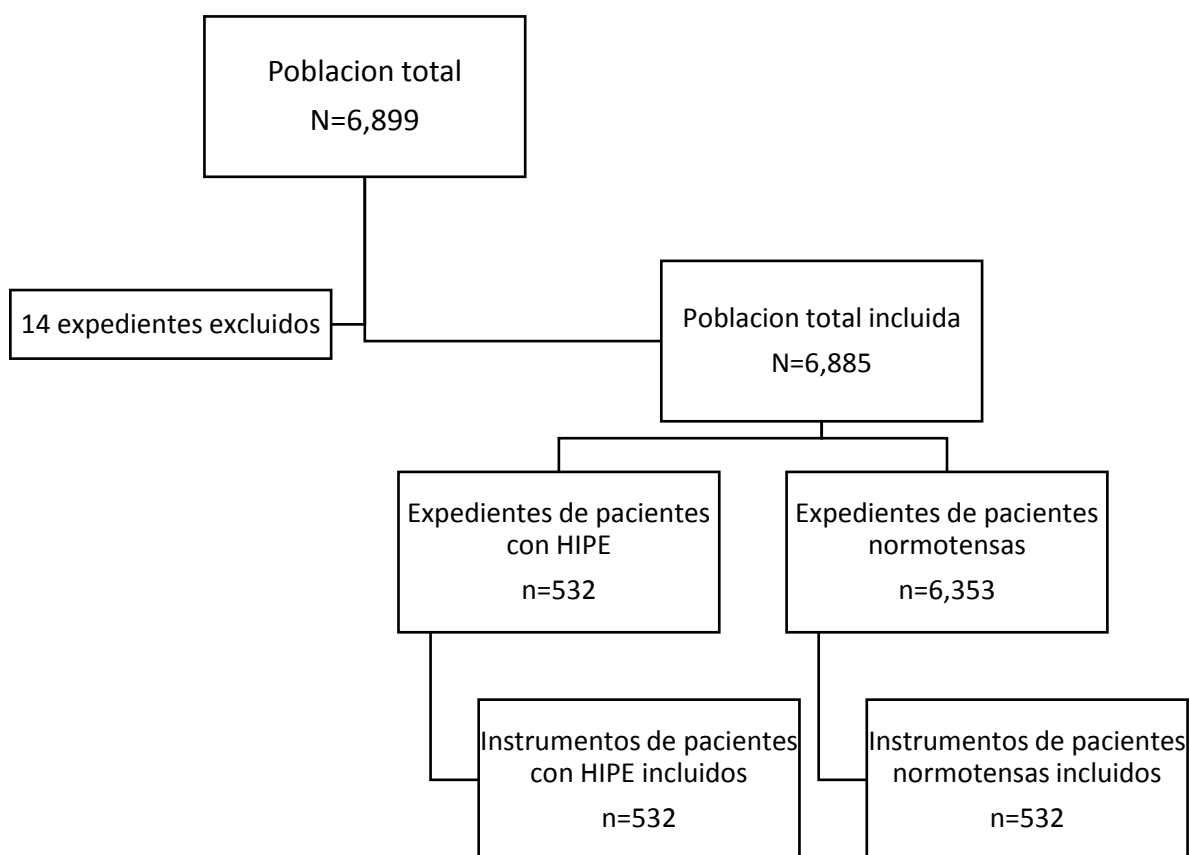 Poblacion total
N=6,899
14 expedientes excluidos
Poblacion total incluida
N=6,885
Expedientes de pacientes
con HIPE
n=532
Expedientes de pacientes
normotensas
n=6,353
Instrumentos de pacientes
con HIPE incluidos
n=532
Instrumentos de pacientes
normotensas incluidos
n=532